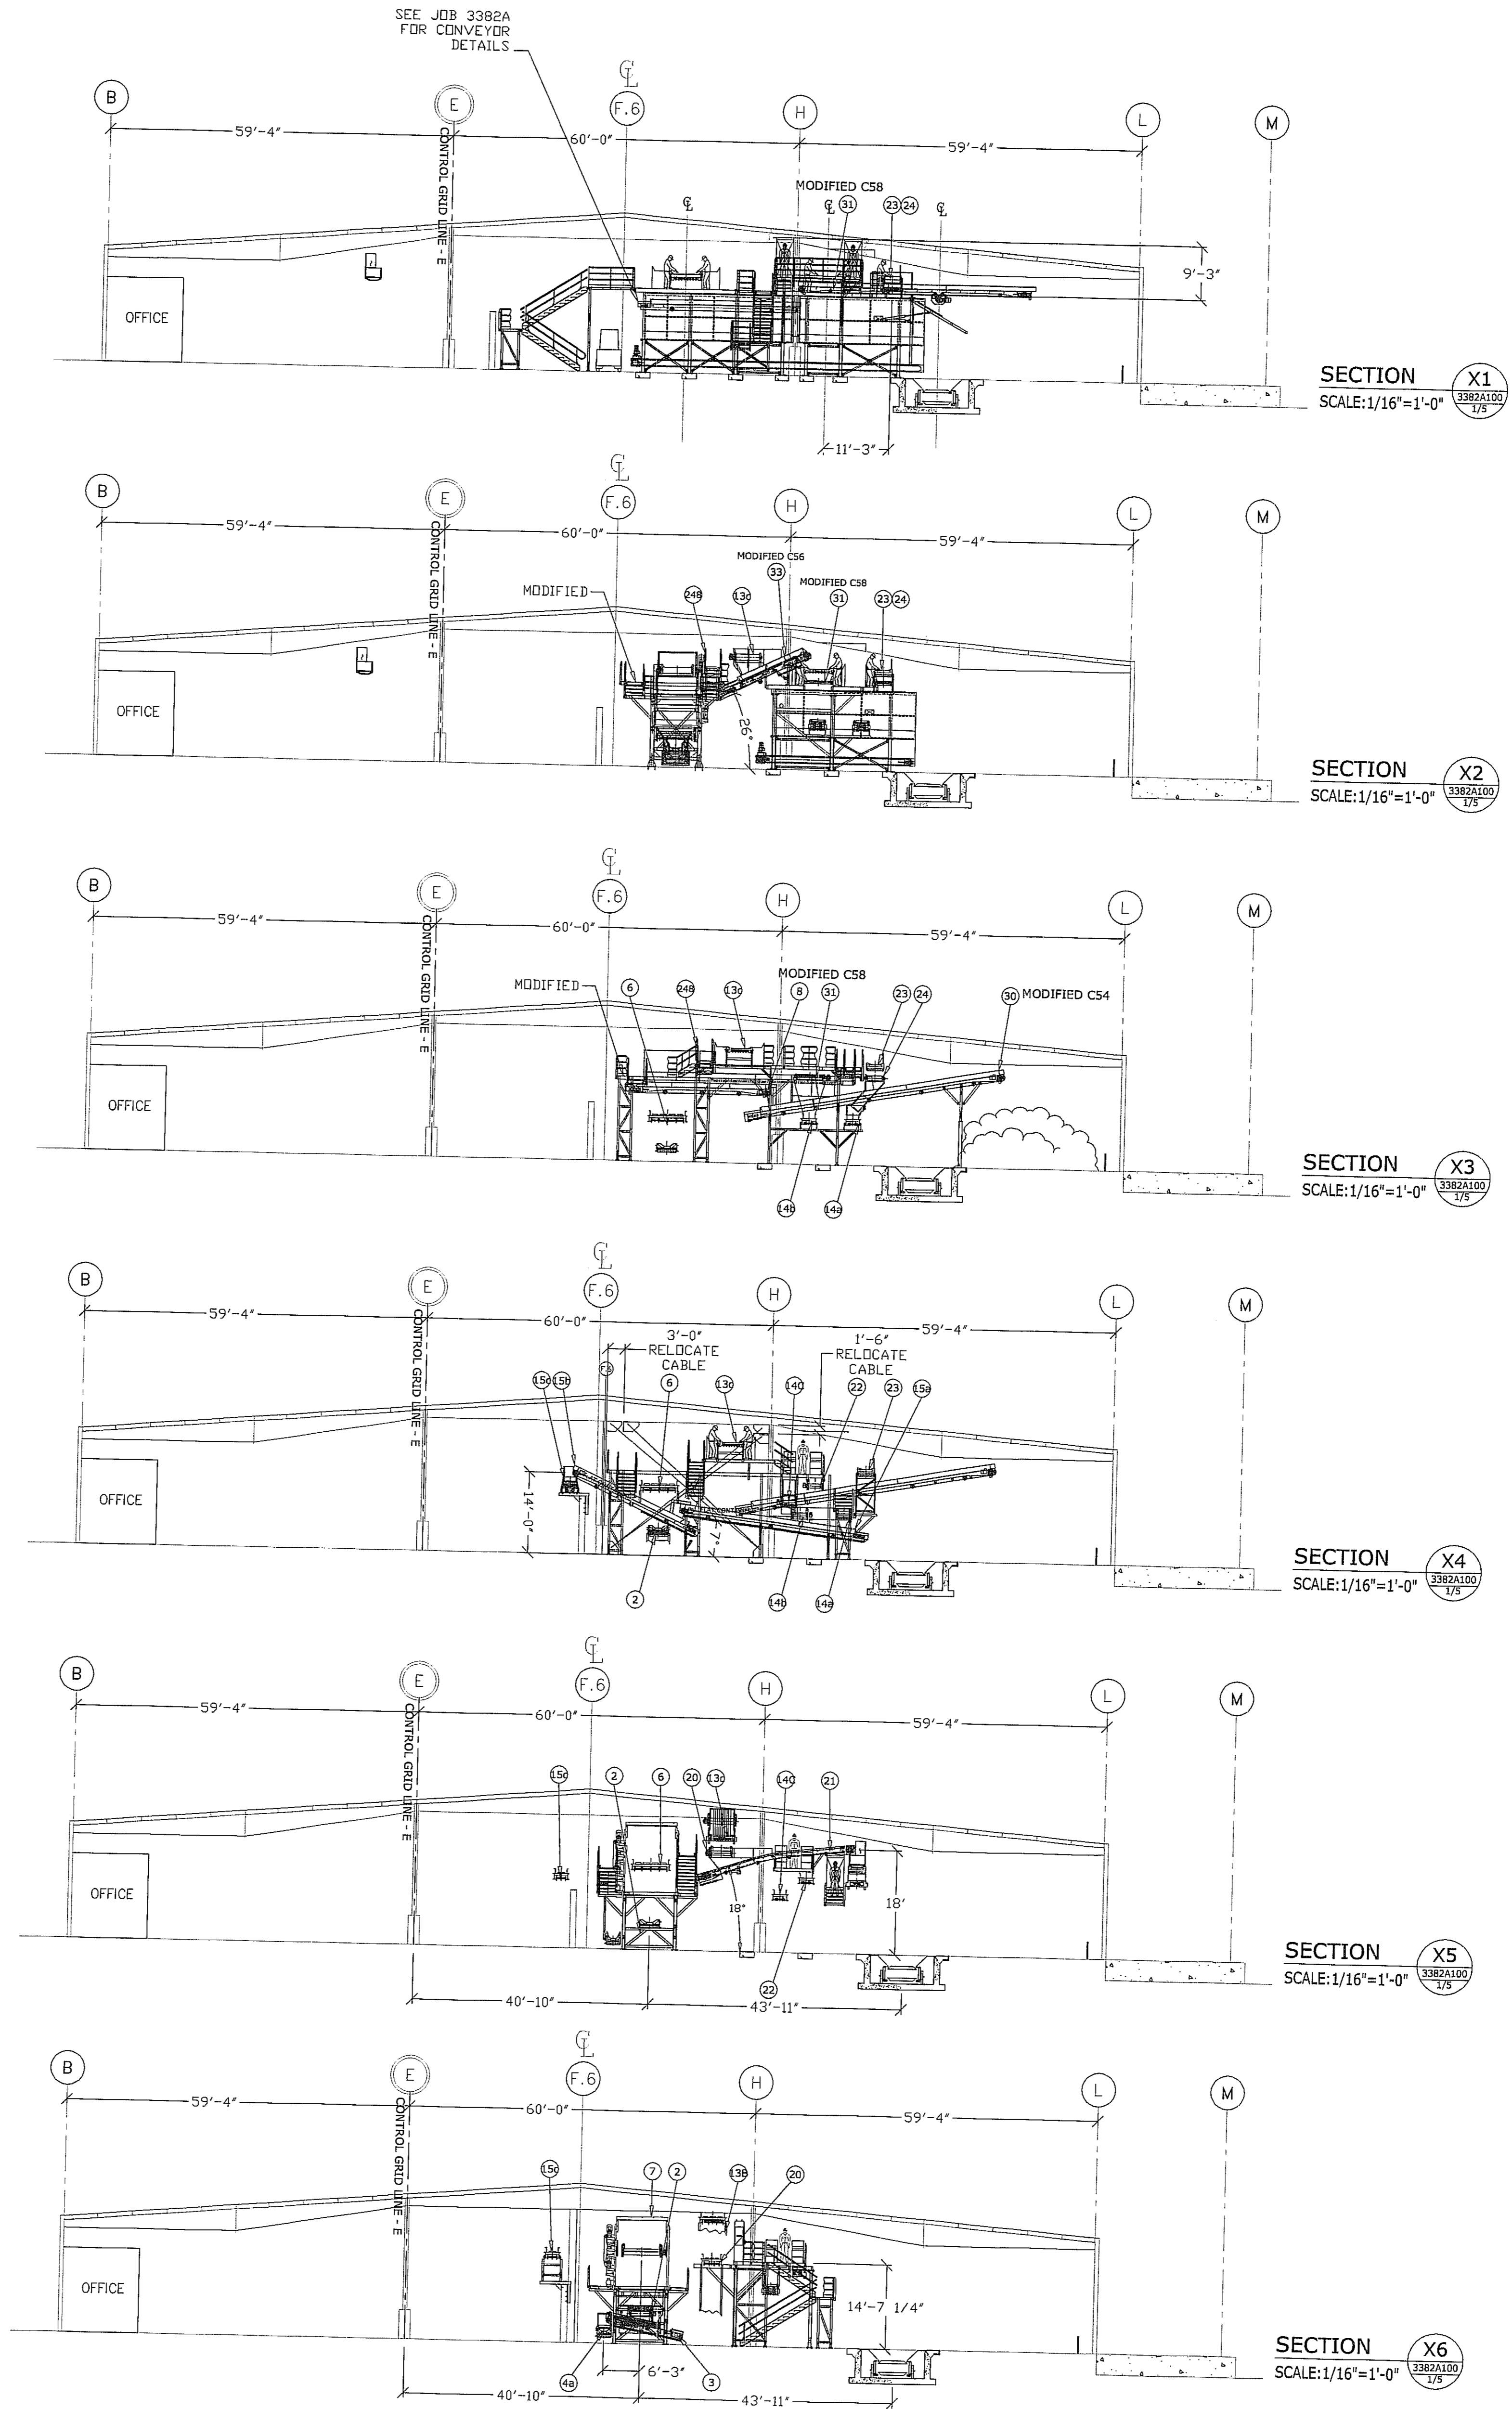 SEE JOB 3382A
FOR CONVEYOR
DETAILS
B
E
℄
F.6
H
L
M
59'-4"
60'-0"
59'-4"
CONTROL GRID LINE - E
MODIFIED C58
℄
℄
31
23
24
℄
9'-3"
OFFICE
11'-3"
SECTION
SCALE:1/16"=1'-0"
X1
3382A100
1/5
B
E
℄
F.6
H
L
M
59'-4"
60'-0"
59'-4"
CONTROL GRID LINE - E
MODIFIED C56
33
MODIFIED
24B
13c
MODIFIED C58
31
23
24
OFFICE
26°
SECTION
SCALE:1/16"=1'-0"
X2
3382A100
1/5
B
E
℄
F.6
H
L
M
59'-4"
60'-0"
59'-4"
CONTROL GRID LINE - E
MODIFIED C58
MODIFIED
6
24B
13c
8
31
23
24
30
MODIFIED C54
OFFICE
14b
14a
SECTION
SCALE:1/16"=1'-0"
X3
3382A100
1/5
B
E
℄
F.6
H
L
M
59'-4"
60'-0"
59'-4"
CONTROL GRID LINE - E
3'-0"
RELOCATE
CABLE
1'-6"
RELOCATE
CABLE
15c
15b
6
13c
14C
22
23
15a
OFFICE
14'-0"
7°
2
14b
14a
SECTION
SCALE:1/16"=1'-0"
X4
3382A100
1/5
B
E
℄
F.6
H
L
M
59'-4"
60'-0"
59'-4"
CONTROL GRID LINE - E
15c
2
6
20
13c
14C
21
OFFICE
18°
18'
22
40'-10"
43'-11"
SECTION
SCALE:1/16"=1'-0"
X5
3382A100
1/5
B
E
℄
F.6
H
L
M
59'-4"
60'-0"
59'-4"
CONTROL GRID LINE - E
15c
7
2
13B
20
OFFICE
14'-7 1/4"
4a
6'-3"
3
40'-10"
43'-11"
SECTION
SCALE:1/16"=1'-0"
X6
3382A100
1/5